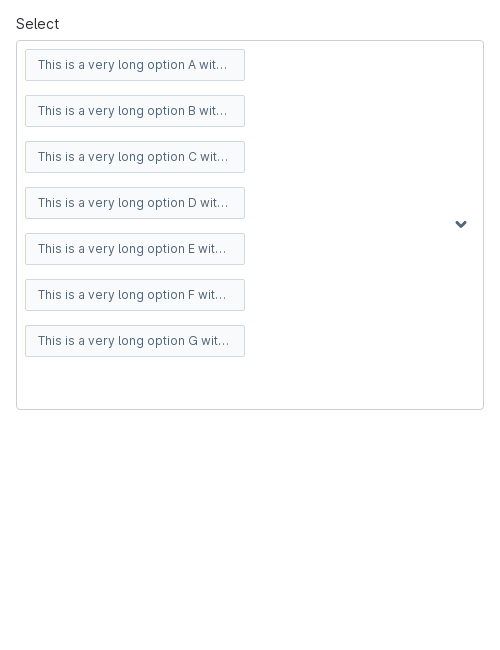 Select
This is a very long option A wit...
This is a very long option B wit...
This is a very long option C wit...
This is a very long option D wit...
This is a very long option E wit...
This is a very long option F wit...
This is a very long option G wit...